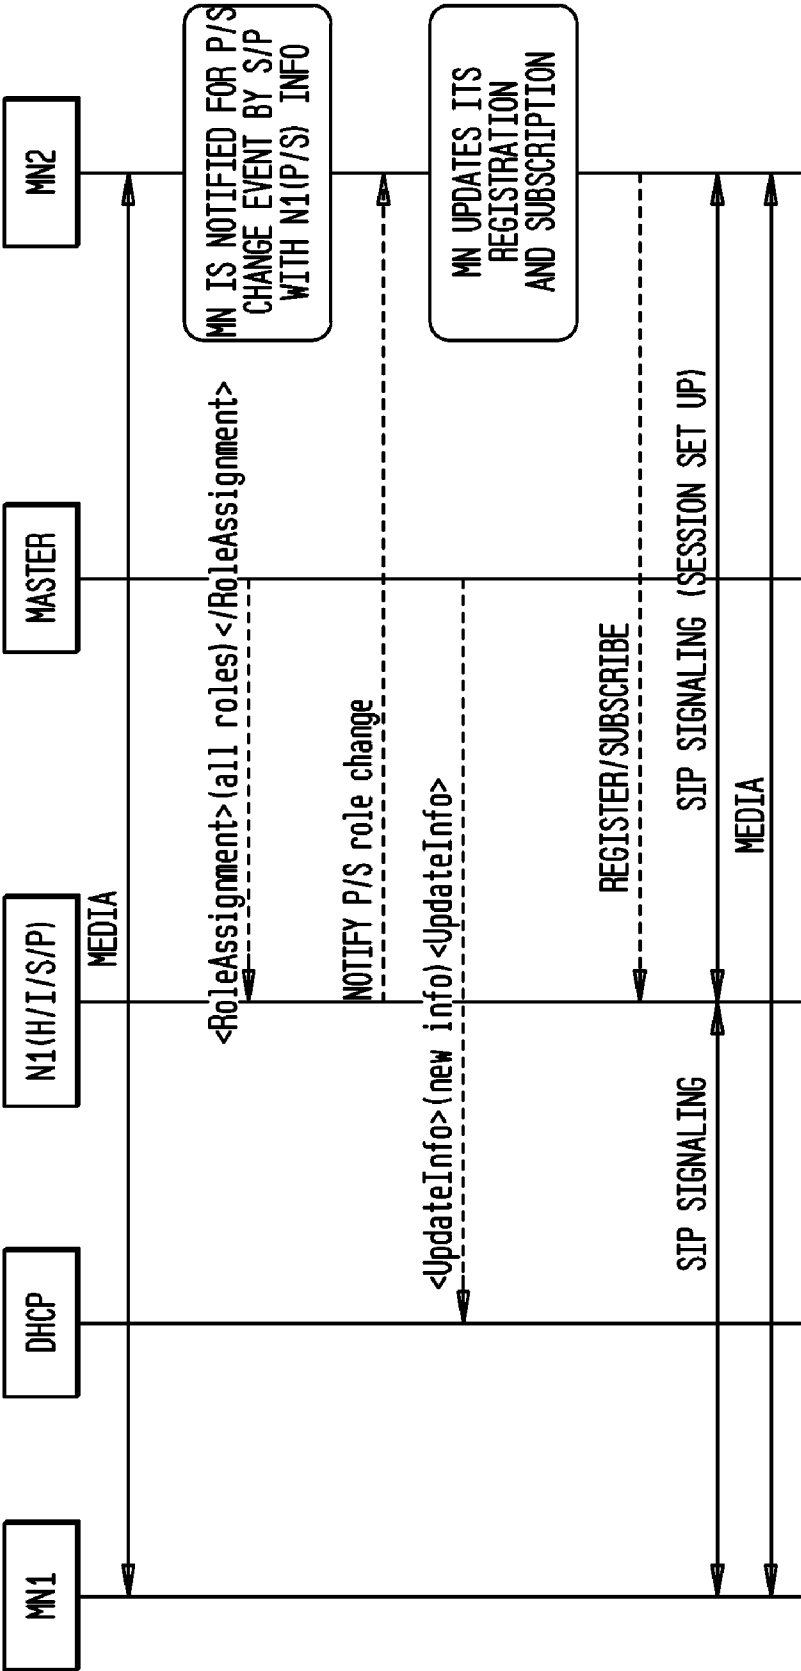 MN1
DHCP
N1(H/I/S/P)
MASTER
MN2
MEDIA
MN IS NOTIFIED FOR P/S
CHANGE EVENT BY S/P
WITH N1(P/S) INFO
<RoleAssignment>(all roles)</RoleAssignment>
NOTIFY P/S role change
<UpdateInfo>(new info)<UpdateInfo>
MN UPDATES ITS
REGISTRATION
AND SUBSCRIPTION
REGISTER/SUBSCRIBE
SIP SIGNALING
SIP SIGNALING (SESSION SET UP)
MEDIA